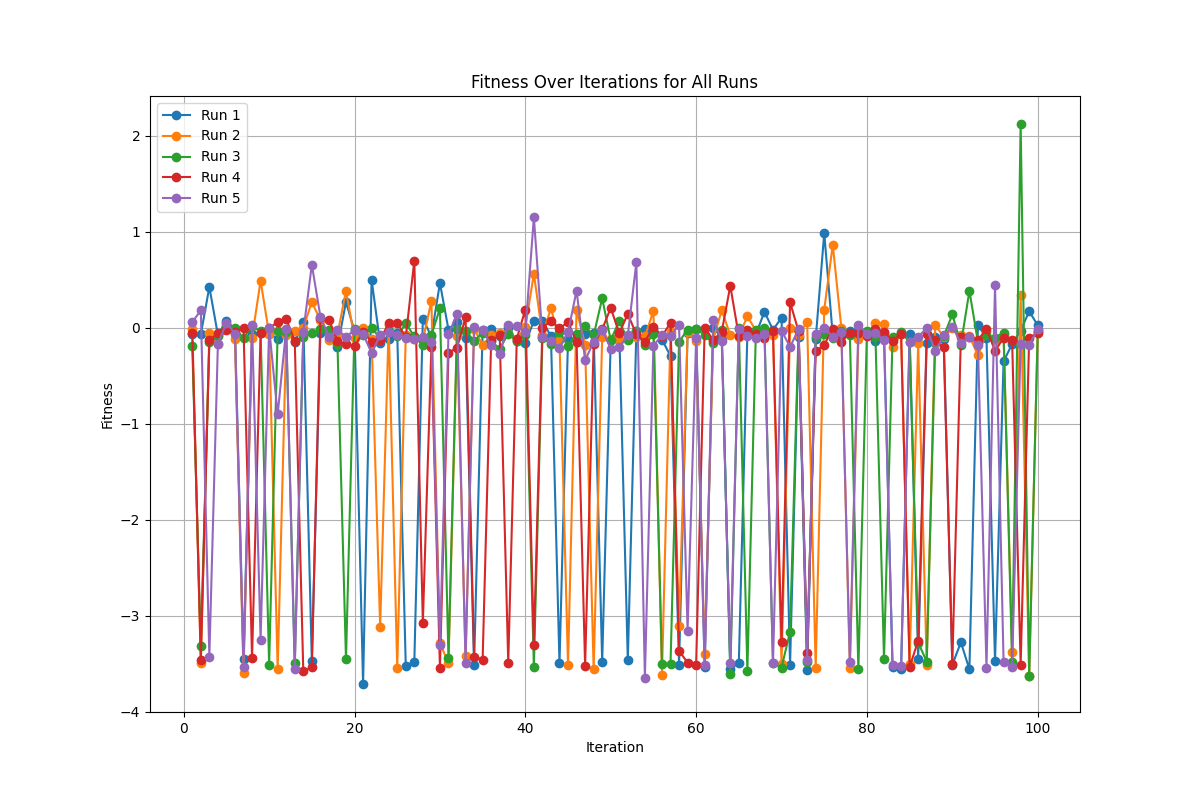 Fitness Over Iterations for All Runs
Run 1
Run 2
Run 3
Run 4
Run 5
2
1
0
−1
−2
−3
−4
Fitness
0 20 40 60 80 100
Iteration